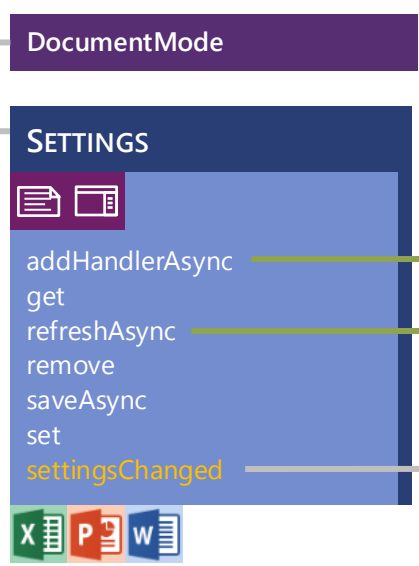 DocumentMode
SETTINGS
addHandlerAsync
get
refreshAsync
remove
saveAsync
set
settingsChanged
X P W